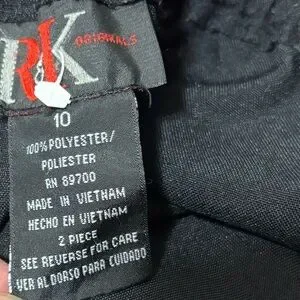 RK
ORIGINALS
10
100% POLYESTER/
POLIESTER
RN 89700
MADE IN VIETNAM
HECHO EN VIETNAM
2 PIECE
SEE REVERSE FOR CARE
VER AL DORSO PARA CUIDADO